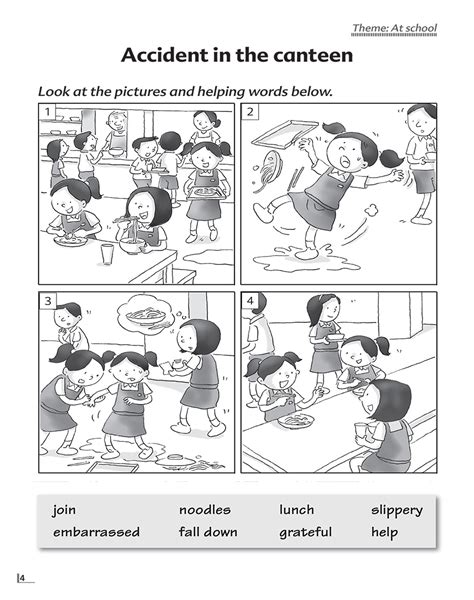 Theme: At school
Accident in the canteen
Look at the pictures and helping words below.
1
2
3
4
join noodles lunch slippery
embarrassed fall down grateful help
4